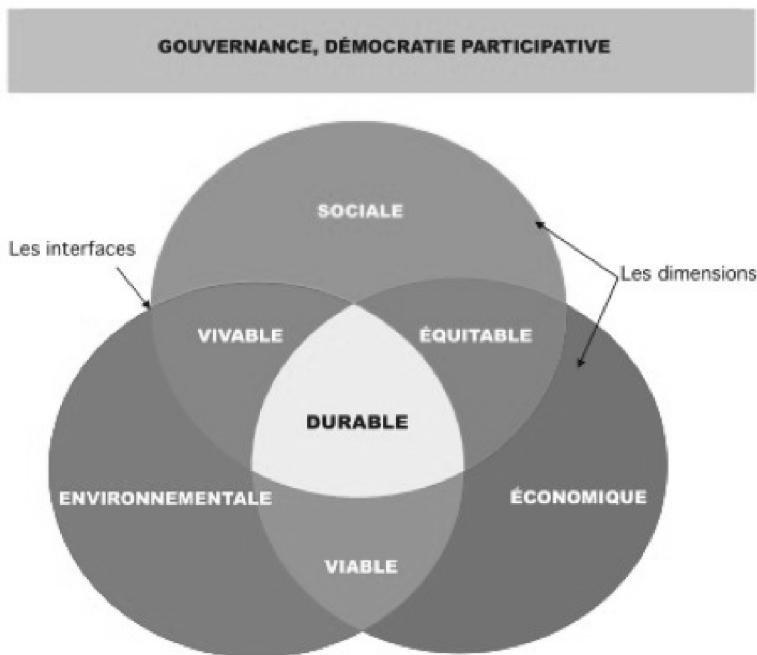 GOUVERNANCE, DÉMOCRATIE PARTICIPATIVE
SOCIALE
Les interfaces
Les dimensions
VIVABLE
ÉQUITABLE
DURABLE
ENVIRONNEMENTALE
ÉCONOMIQUE
VIABLE